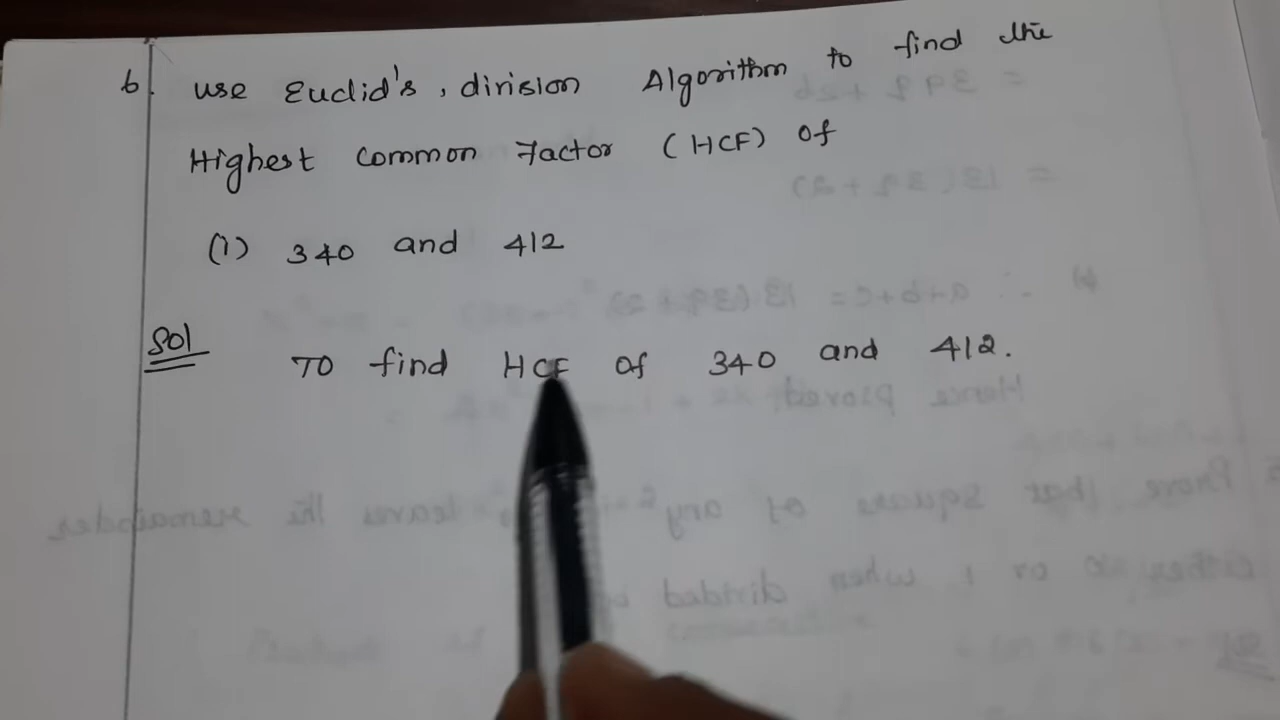 6. use Euclid's, division Algorithm to find the
Highest common Factor (HCF) of
(i) 340 and 412
Sol
To find HCF of 340 and 412.